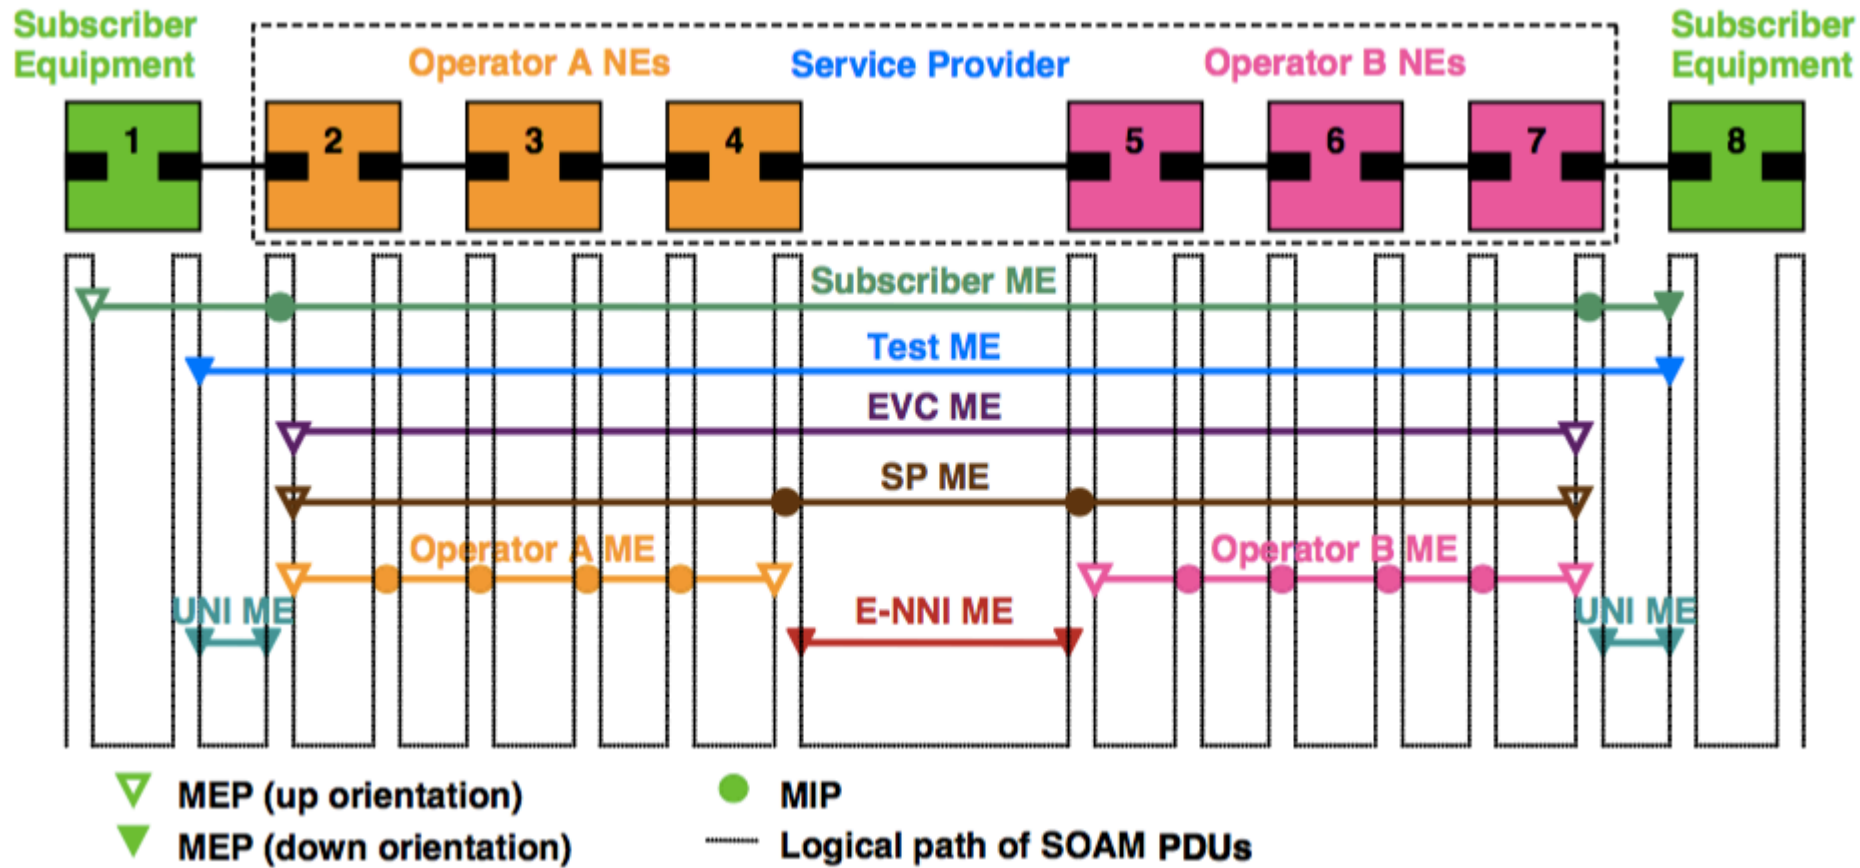 Subscriber
Equipment
Operator A NEs
Service Provider
Operator B NEs
Subscriber
Equipment
1
2
3
4
5
6
7
8
Subscriber ME
Test ME
EVC ME
SP ME
Operator A ME
Operator B ME
UNI ME
E-NNI ME
UNI ME
MEP (up orientation)
MIP
MEP (down orientation)
Logical path of SOAM PDUs